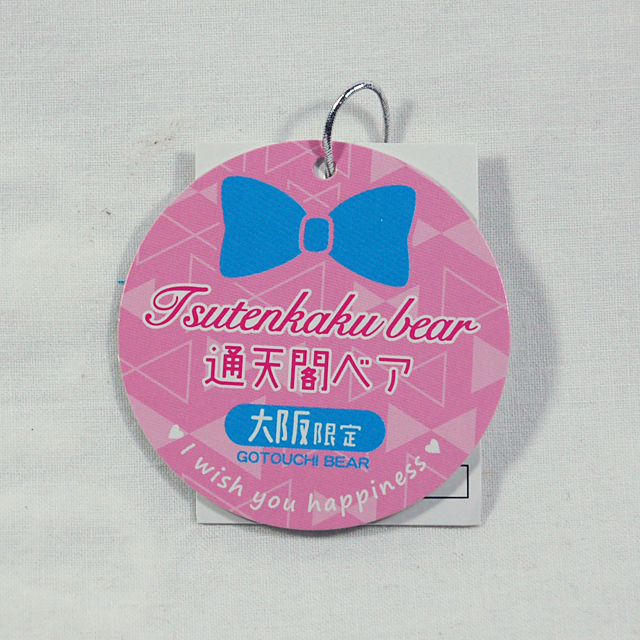 Tsutenkaku bear
通天閣ベア
大阪限定
GOTOUCHI BEAR
I wish you happiness